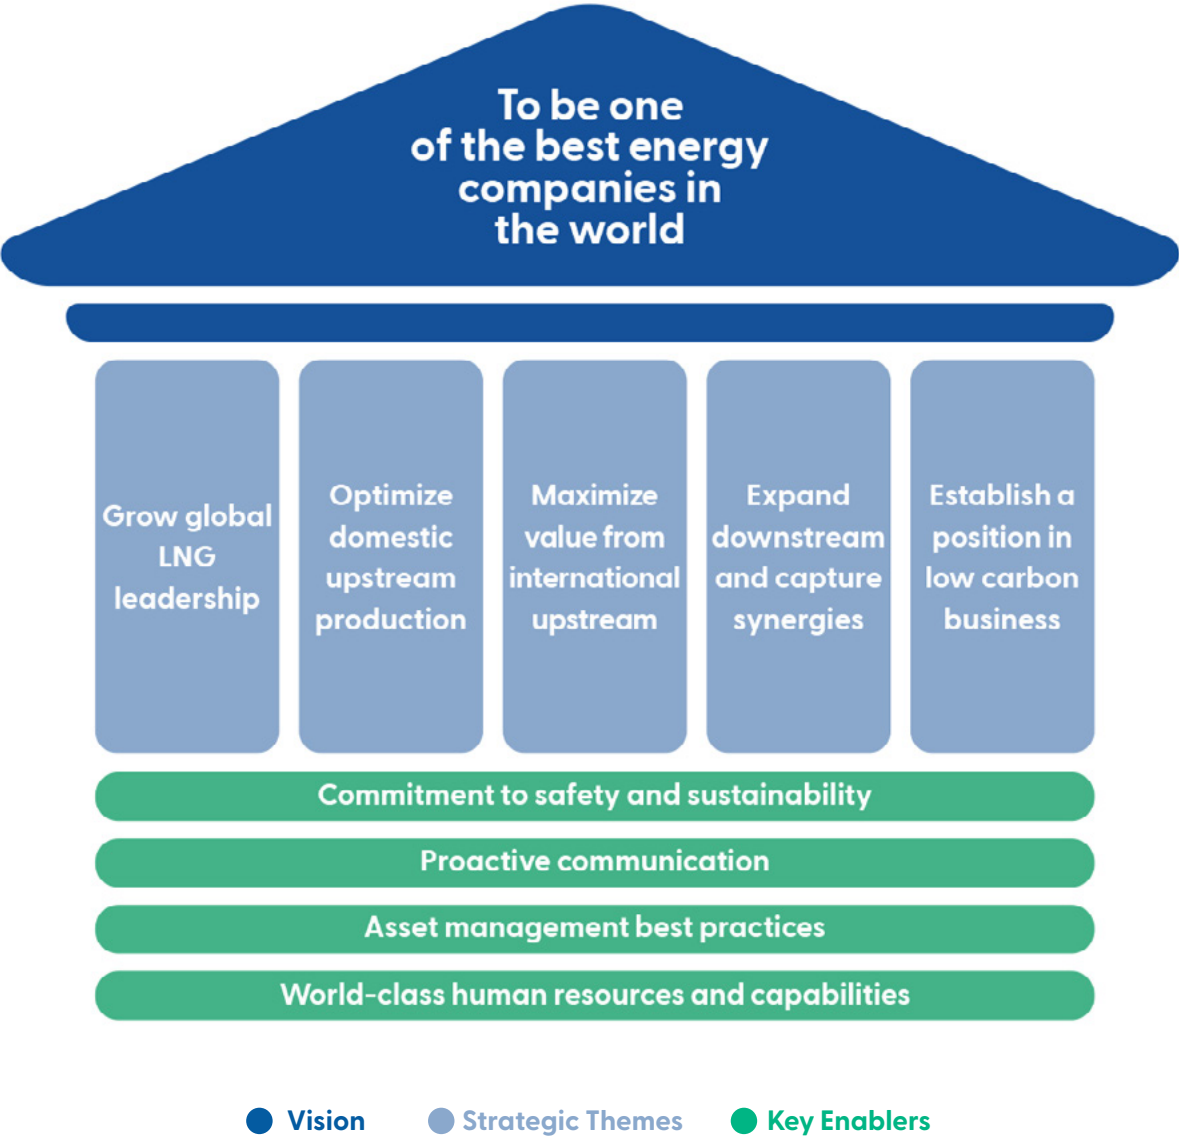 To be one
of the best energy
companies in
the world
Grow global
LNG
leadership
Optimize
domestic
upstream
production
Maximize
value from
international
upstream
Expand
downstream
and capture
synergies
Establish a
position in
low carbon
business
Commitment to safety and sustainability
Proactive communication
Asset management best practices
World-class human resources and capabilities
Vision
Strategic Themes
Key Enablers